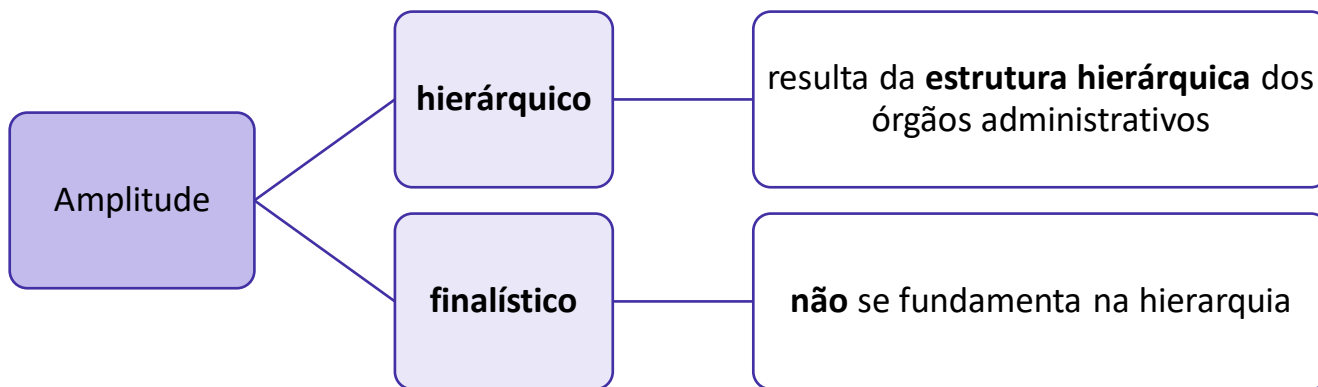 Amplitude
hierárquico
resulta da estrutura hierárquica dos
órgãos administrativos
finalístico
não se fundamenta na hierarquia